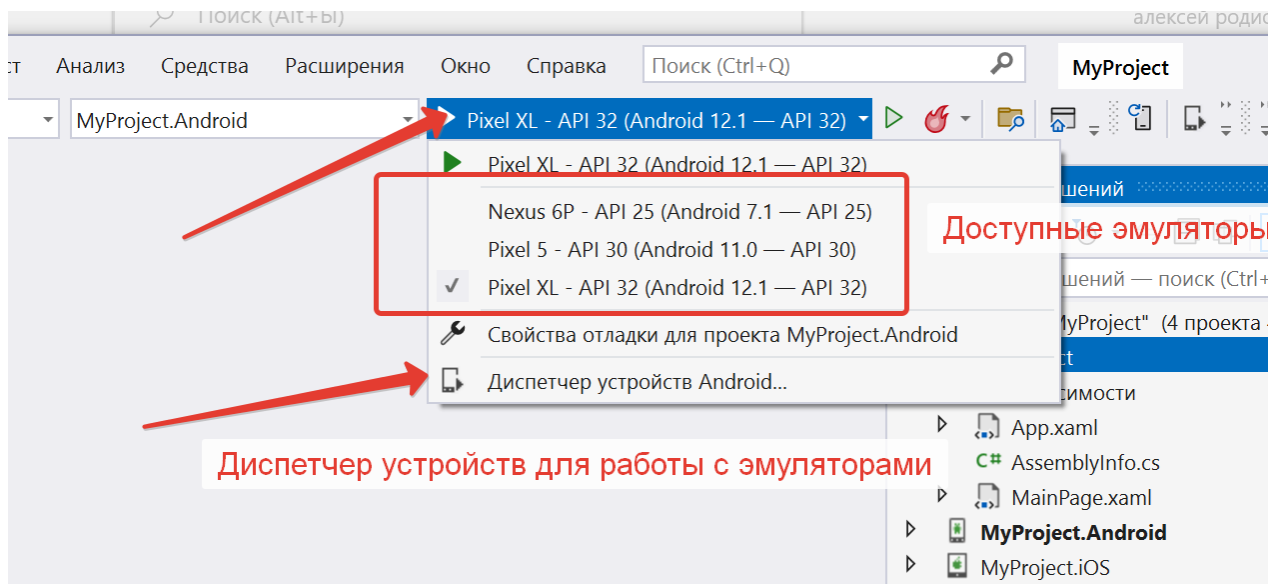 Поиск (Alt+Ы)
алексей родис
ст Анализ Средства Расширения Окно Справка Поиск (Ctrl+Q) MyProject
MyProject.Android Pixel XL - API 32 (Android 12.1 — API 32)
Pixel XL - API 32 (Android 12.1 — API 32)
Nexus 6P - API 25 (Android 7.1 — API 25)
Pixel 5 - API 30 (Android 11.0 — API 30)
Pixel XL - API 32 (Android 12.1 — API 32)
Свойства отладки для проекта MyProject.Android
Диспетчер устройств Android...
Доступные эмуляторы
Диспетчер устройств для работы с эмуляторами
шений
шений — поиск (Ctrl+
MyProject" (4 проекта
ct
симости
App.xaml
C# AssemblyInfo.cs
MainPage.xaml
MyProject.Android
MyProject.iOS